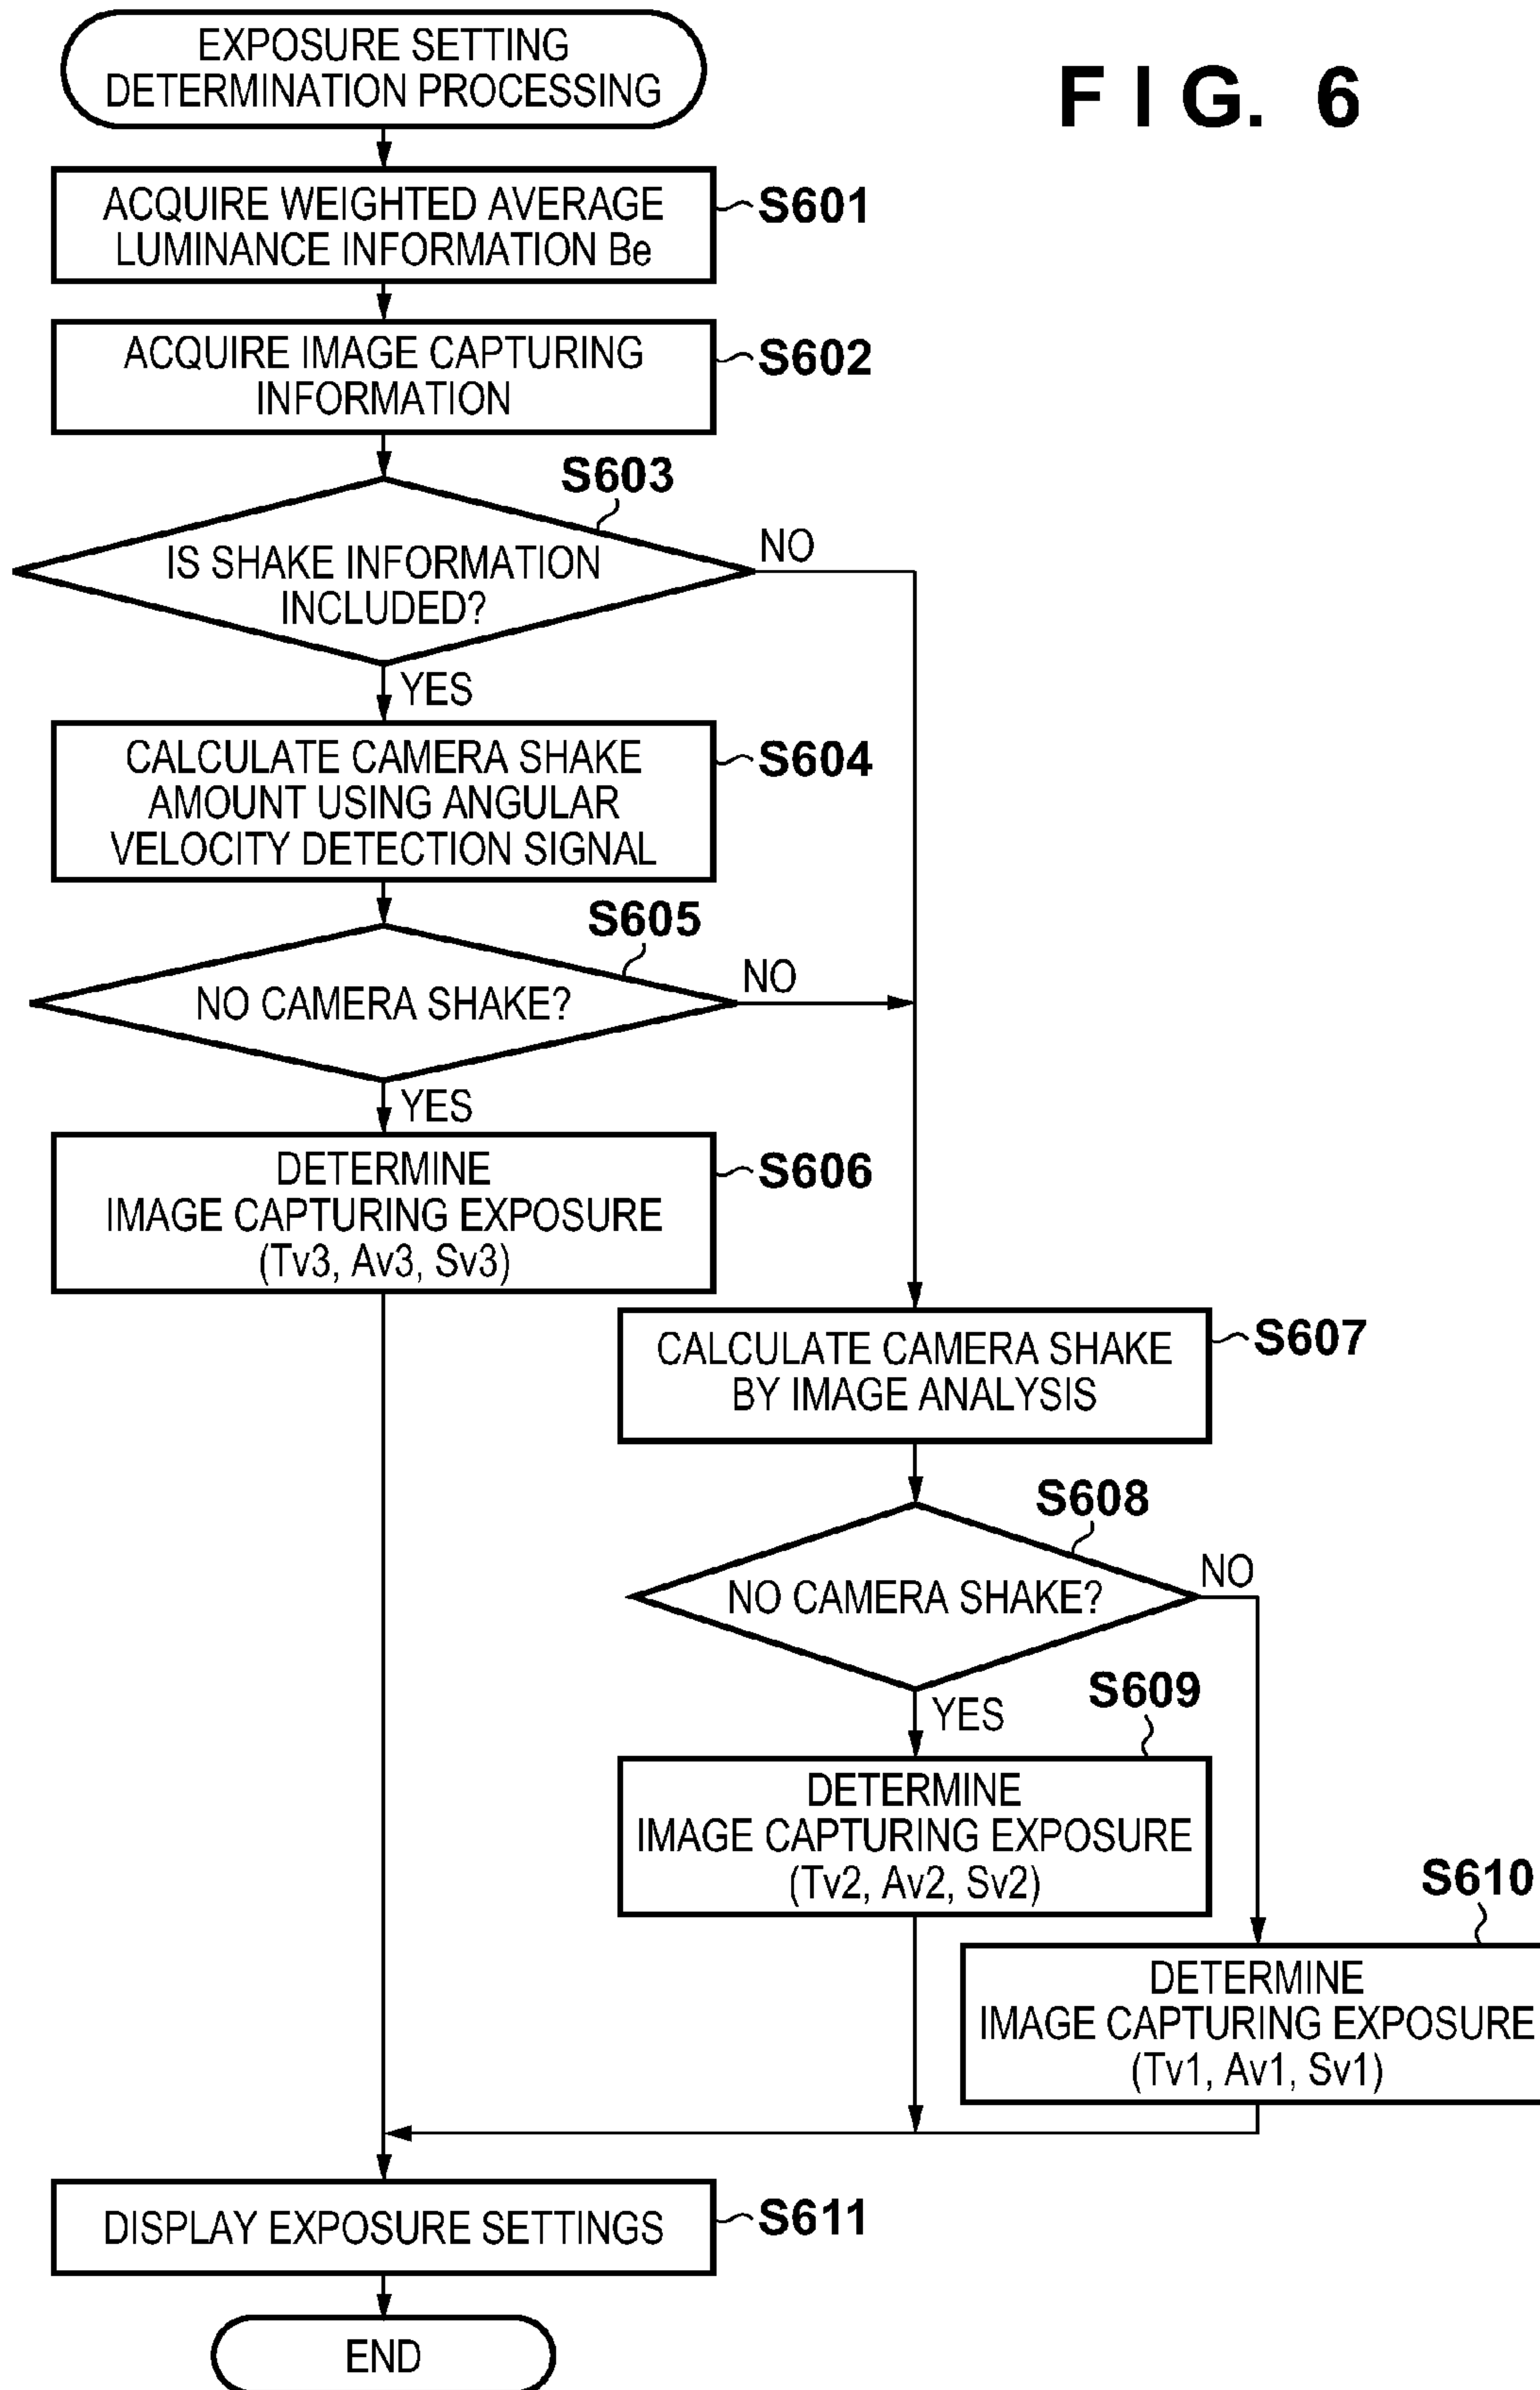 EXPOSURE SETTING
DETERMINATION PROCESSING
F I G. 6
ACQUIRE WEIGHTED AVERAGE
LUMINANCE INFORMATION Be
S601
ACQUIRE IMAGE CAPTURING
INFORMATION
S602
S603
IS SHAKE INFORMATION
INCLUDED?
NO
YES
CALCULATE CAMERA SHAKE
AMOUNT USING ANGULAR
VELOCITY DETECTION SIGNAL
S604
S605
NO CAMERA SHAKE?
NO
YES
DETERMINE
IMAGE CAPTURING EXPOSURE
(Tv3, Av3, Sv3)
S606
CALCULATE CAMERA SHAKE
BY IMAGE ANALYSIS
S607
S608
NO CAMERA SHAKE?
NO
YES
S609
DETERMINE
IMAGE CAPTURING EXPOSURE
(Tv2, Av2, Sv2)
S610
DETERMINE
IMAGE CAPTURING EXPOSURE
(Tv1, Av1, Sv1)
DISPLAY EXPOSURE SETTINGS
S611
END